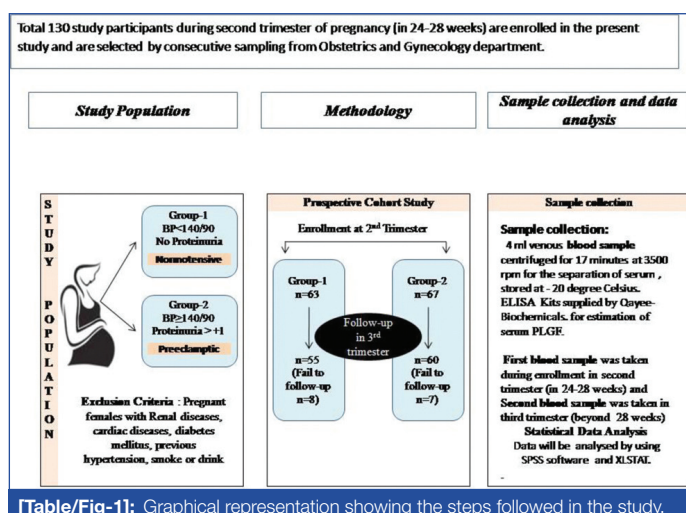 Total 130 study participants during second trimester of pregnancy (in 24-28 weeks) are enrolled in the present
study and are selected by consecutive sampling from Obstetrics and Gynecology department.
Study Population
Methodology
Sample collection and data
analysis
STUDY POPULATION
Group-1
BP<140/90
No Proteinuria
Nonnotensive
Group-2
BP≥140/90
Proteinuria > +1
Preeclamptic
Exclusion Criteria : Pregnant
females with Renal diseases,
cardiac diseases, diabetes
mellitus, previous
hypertension, smoke or drink
Prospective Cohort Study
Enrollment at 2nd Trimester
Group-1
n=63
Group-2
n=67
Follow-up
in 3rd
trimester
n=55
(Fail to
follow-up
n=8)
n=60
(Fail to
follow-up
n=7)
Sample collection
Sample collection:
4 ml venous blood sample
centrifuged for 17 minutes at 3500
rpm for the separation of serum ,
stored at - 20 degree Celsius.
ELISA Kits supplied by Qayee-
Biochemicals. for estimation of
serum PLGF.
First blood sample was taken
during enrollment in second
trimester (in 24-28 weeks) and
Second blood sample was taken in
third trimester (beyond 28 weeks)
Statistical Data Analysis
Data will be analysed by using
SPSS software and XLSTAT.
.
[Table/Fig-1]: Graphical representation showing the steps followed in the study.